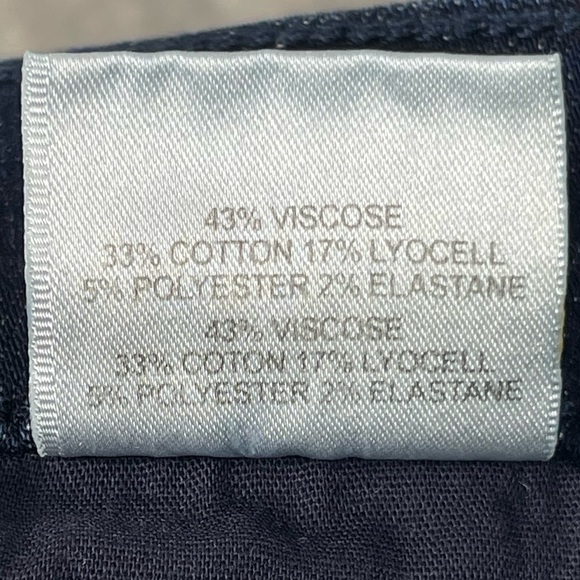 43% VISCOSE
33% COTTON 17% LYOCELL
5% POLYESTER 2% ELASTANE
43% VISCOSE
33% COTON 17% LYOCELL
5% POLYESTER 2% ELASTANE